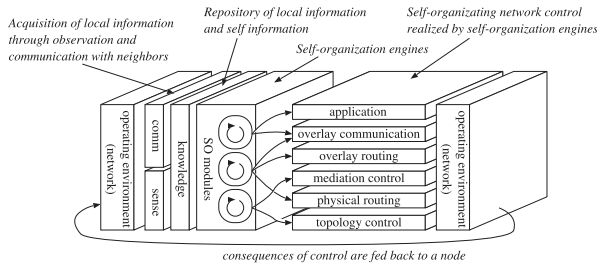 Acquisition of local information
through observation and
communication with neighbors
Repository of local information
and self information
Self-organization engines
Self-organizing network control
realized by self-organization engines
operating environment
(network)
comm
sense
knowledge
SO modules
application
overlay communication
overlay routing
mediation control
physical routing
topology control
operating environment
(network)
consequences of control are fed back to a node